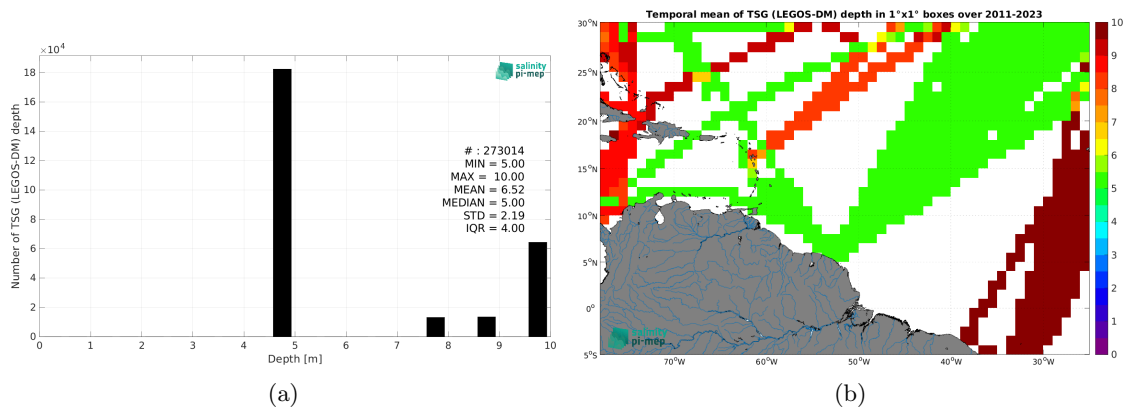 ×10⁴
18
16
14
12
10
8
6
4
2
0
Number of TSG (LEGOS-DM) depth
0 1 2 3 4 5 6 7 8 9 10
Depth [m]
salinity
pi-mep
# : 273014
MIN = 5.00
MAX = 10.00
MEAN = 6.52
MEDIAN = 5.00
STD = 2.19
IQR = 4.00
(a)
Temporal mean of TSG (LEGOS-DM) depth in 1°x1° boxes over 2011-2023
30°N
25°N
20°N
15°N
10°N
5°N
0°
5°S
70°W 60°W 50°W 40°W 30°W
salinity
pi-mep
10
9
8
7
6
5
4
3
2
1
0
(b)